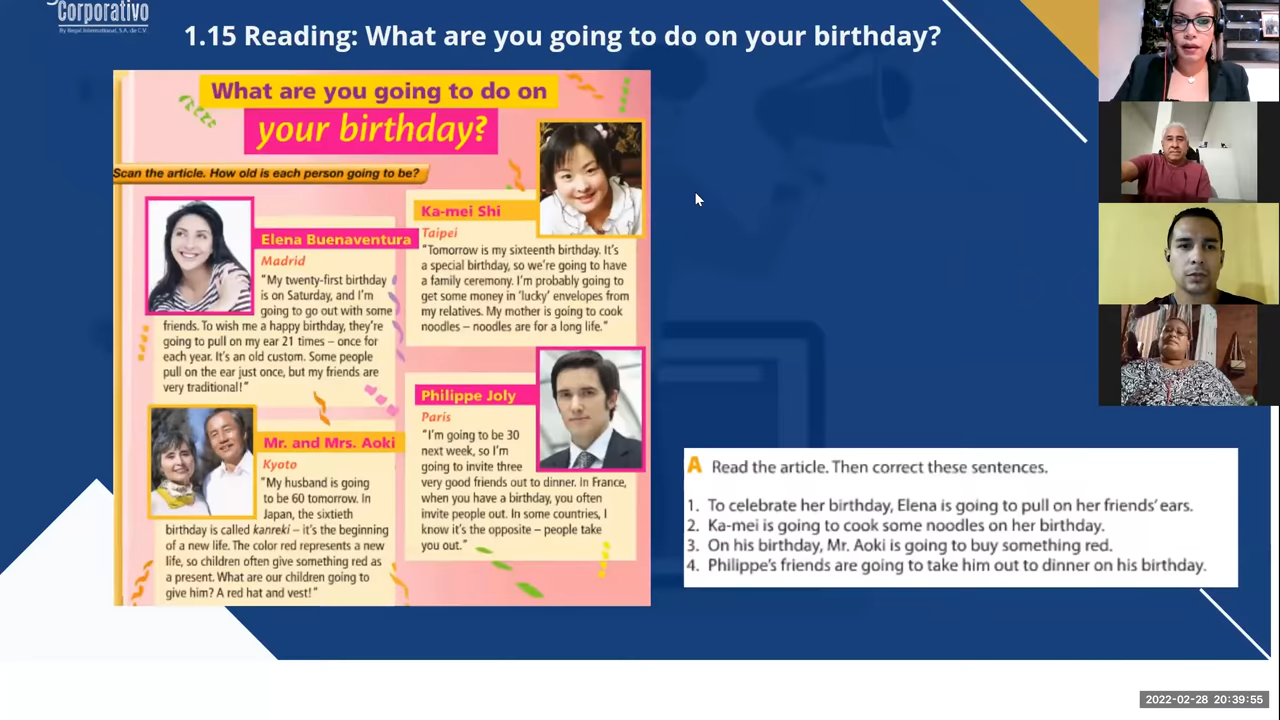 Corporativo
By Regal International, S.A. de C.V.
1.15 Reading: What are you going to do on your birthday?
What are you going to do on
your birthday?
Scan the article. How old is each person going to be?
Elena Buenaventura
Madrid
"My twenty-first birthday
is on Saturday, and I'm
going to go out with some
friends. To wish me a happy birthday, they're
going to pull on my ear 21 times – once for
each year. It's an old custom. Some people
pull on the ear just once, but my friends are
very traditional!"
Ka-mei Shi
Taipei
"Tomorrow is my sixteenth birthday. It's
a special birthday, so we're going to have
a family ceremony. I'm probably going to
get some money in 'lucky' envelopes from
my relatives. My mother is going to cook
noodles – noodles are for a long life."
Mr. and Mrs. Aoki
Kyoto
"My husband is going
to be 60 tomorrow. In
Japan, the sixtieth
birthday is called kanreki – it's the beginning
of a new life. The color red represents a new
life, so children often give something red as
a present. What are our children going to
give him? A red hat and vest!"
Philippe Joly
Paris
"I'm going to be 30
next week, so I'm
going to invite three
very good friends out to dinner. In France,
when you have a birthday, you often
invite people out. In some countries, I
know it's the opposite – people take
you out."
A Read the article. Then correct these sentences.
1. To celebrate her birthday, Elena is going to pull on her friends' ears.
2. Ka-mei is going to cook some noodles on her birthday.
3. On his birthday, Mr. Aoki is going to buy something red.
4. Philippe's friends are going to take him out to dinner on his birthday.
2022-02-28 20:39:55